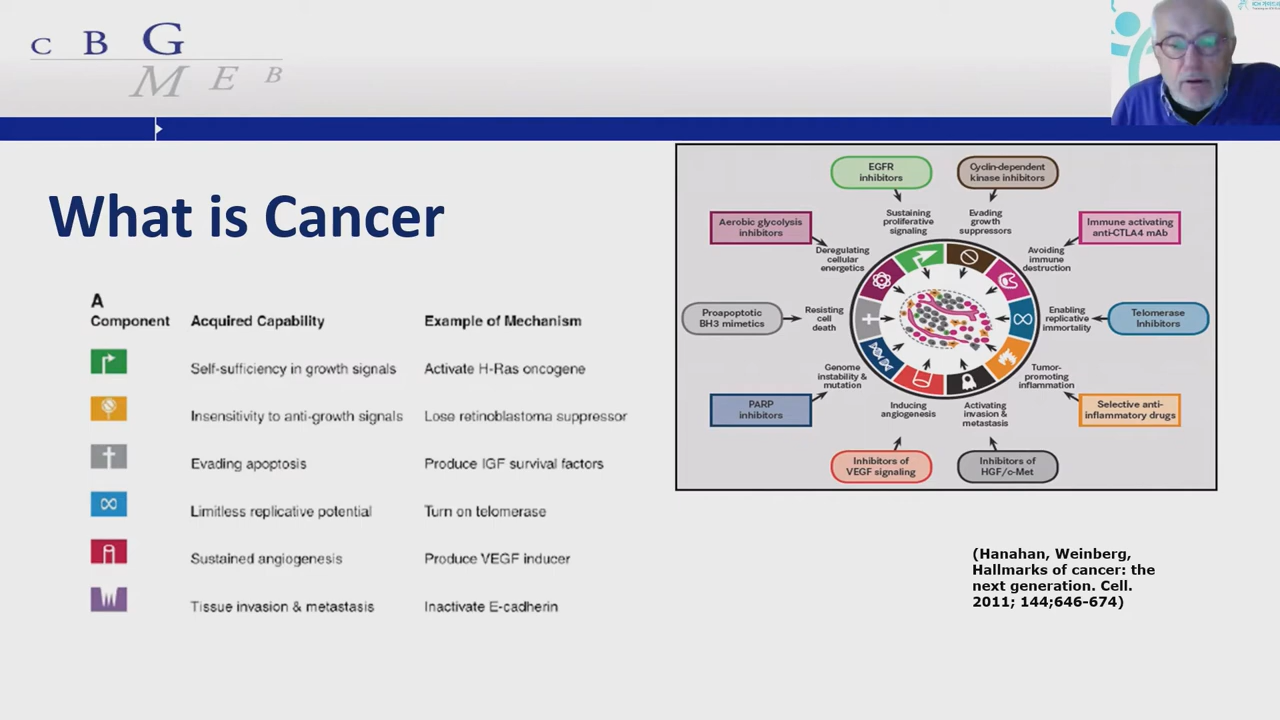 C B G
M E B
What is Cancer
A
Component Acquired Capability Example of Mechanism
Self-sufficiency in growth signals Activate H-Ras oncogene
Insensitivity to anti-growth signals Lose retinoblastoma suppressor
Evading apoptosis Produce IGF survival factors
Limitless replicative potential Turn on telomerase
Sustained angiogenesis Produce VEGF inducer
Tissue invasion & metastasis Inactivate E-cadherin
EGFR
inhibitors
Cyclin-dependent
kinase inhibitors
Aerobic glycolysis
inhibitors
Sustaining
proliferative
signaling
Evading
growth
suppressors
Immune activating
anti-CTLA4 mAb
Deregulating
cellular
energetics
Avoiding
immune
destruction
Proapoptotic
BH3 mimetics
Resisting
cell
death
Enabling
replicative
immortality
Telomerase
Inhibitors
Genome
instability &
mutation
Tumor-
promoting
inflammation
PARP
inhibitors
Inducing
angiogenesis
Activating
invasion &
metastasis
Selective anti-
inflammatory drugs
Inhibitors of
VEGF signaling
Inhibitors of
HGF/c-Met
(Hanahan, Weinberg,
Hallmarks of cancer: the
next generation. Cell.
2011; 144;646-674)